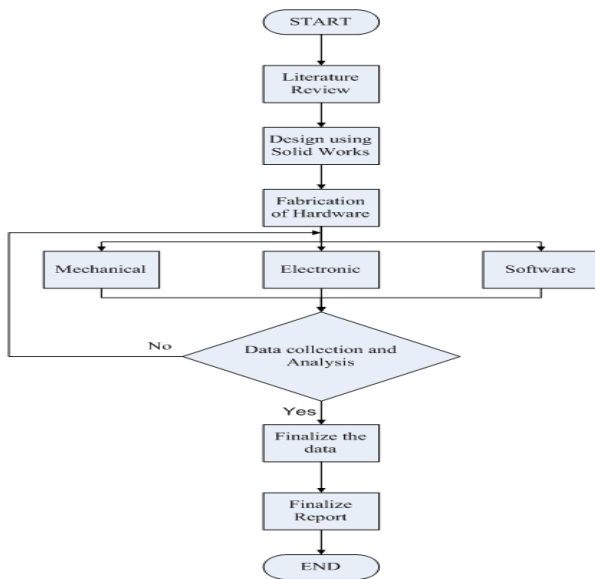 START
Literature
Review
Design using
Solid Works
Fabrication
of Hardware
Mechanical
Electronic
Software
No
Data collection and
Analysis
Yes
Finalize the
data
Finalize
Report
END